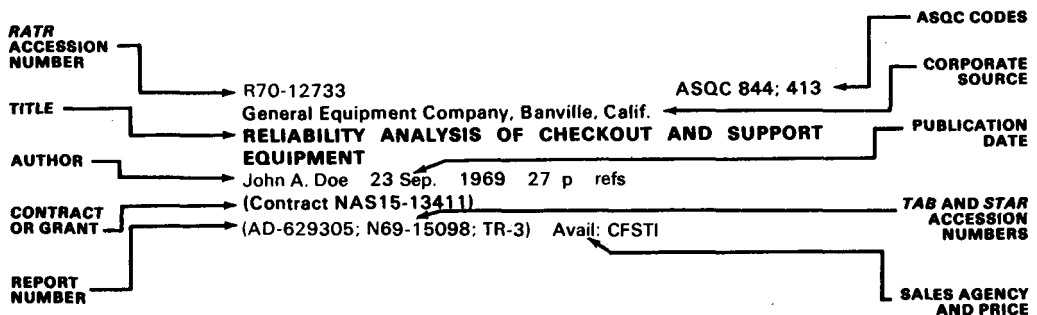 RATR
ACCESSION
NUMBER
TITLE
AUTHOR
CONTRACT
OR GRANT
REPORT
NUMBER
R70-12733 ASQC 844; 413
General Equipment Company, Banville, Calif.
RELIABILITY ANALYSIS OF CHECKOUT AND SUPPORT
EQUIPMENT
John A. Doe 23 Sep. 1969 27 p refs
(Contract NAS15-13411)
(AD-629305; N69-15098; TR-3) Avail: CFSTI
ASQC CODES
CORPORATE
SOURCE
PUBLICATION
DATE
TAB AND STAR
ACCESSION
NUMBERS
SALES AGENCY
AND PRICE